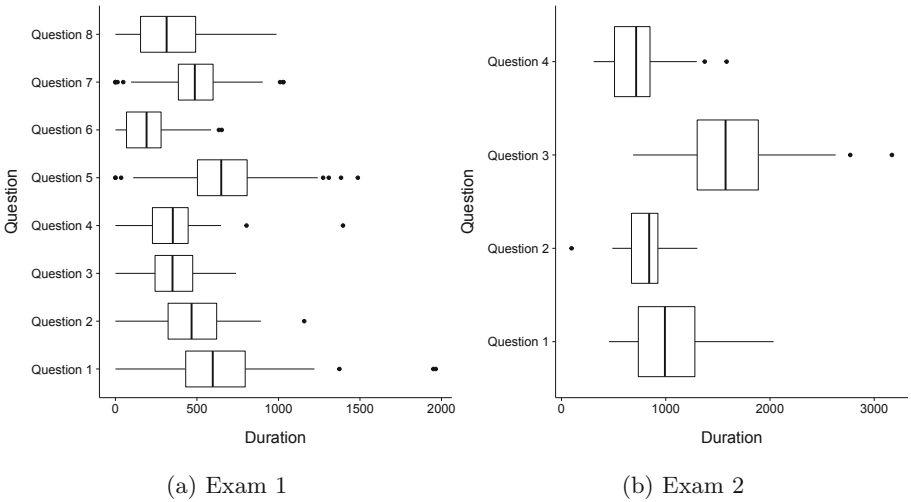 Question 8
Question 7
Question 6
Question 5
Question 4
Question 3
Question 2
Question 1
Question
0 500 1000 1500 2000
Duration
(a) Exam 1
Question 4
Question 3
Question 2
Question 1
Question
0 1000 2000 3000
Duration
(b) Exam 2